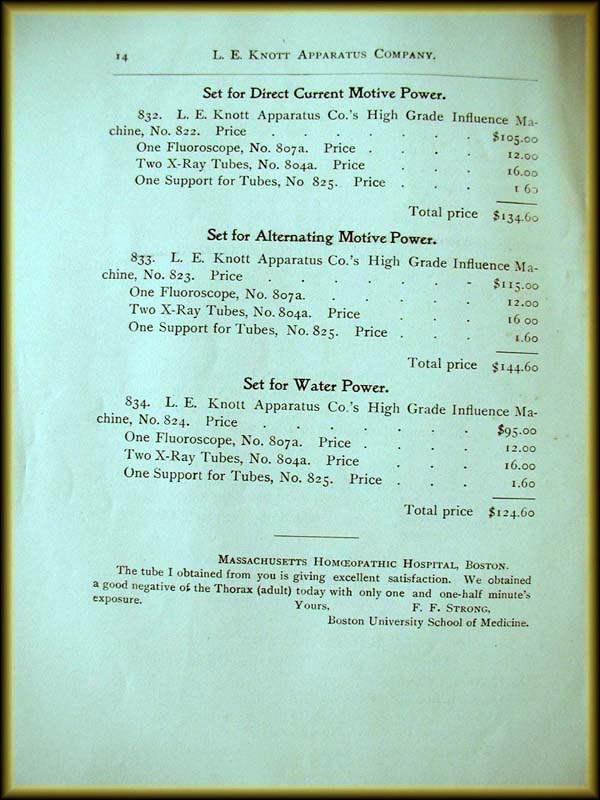 14 L. E. Knott Apparatus Company.
Set for Direct Current Motive Power.
832. L. E. Knott Apparatus Co.'s High Grade Influence Ma-
chine, No. 822. Price . . . . . . . $105.00
One Fluoroscope, No. 807a. Price . . . . 12.00
Two X-Ray Tubes, No. 804a. Price . . . 16.00
One Support for Tubes, No 825. Price . . . 1 60
Total price $134.60
Set for Alternating Motive Power.
833. L. E. Knott Apparatus Co.'s High Grade Influence Ma-
chine, No. 823. Price . . . . . . - $115.00
One Fluoroscope, No. 807a. . . . . . 12.00
Two X-Ray Tubes, No. 804a. Price . . . 16 00
One Support for Tubes, No. 825. Price . . . 1.60
Total price $144.60
Set for Water Power.
834. L. E. Knott Apparatus Co.'s High Grade Influence Ma-
chine, No. 824. Price . . . . . . $95.00
One Fluoroscope, No. 807a. Price . . . . 12.00
Two X-Ray Tubes, No. 804a. Price . . . 16.00
One Support for Tubes, No. 825. Price . . . 1.60
Total price $124.60
Massachusetts Homœopathic Hospital, Boston.
The tube I obtained from you is giving excellent satisfaction. We obtained
a good negative of the Thorax (adult) today with only one and one-half minute's
exposure. Yours, F. F. Strong,
Boston University School of Medicine.